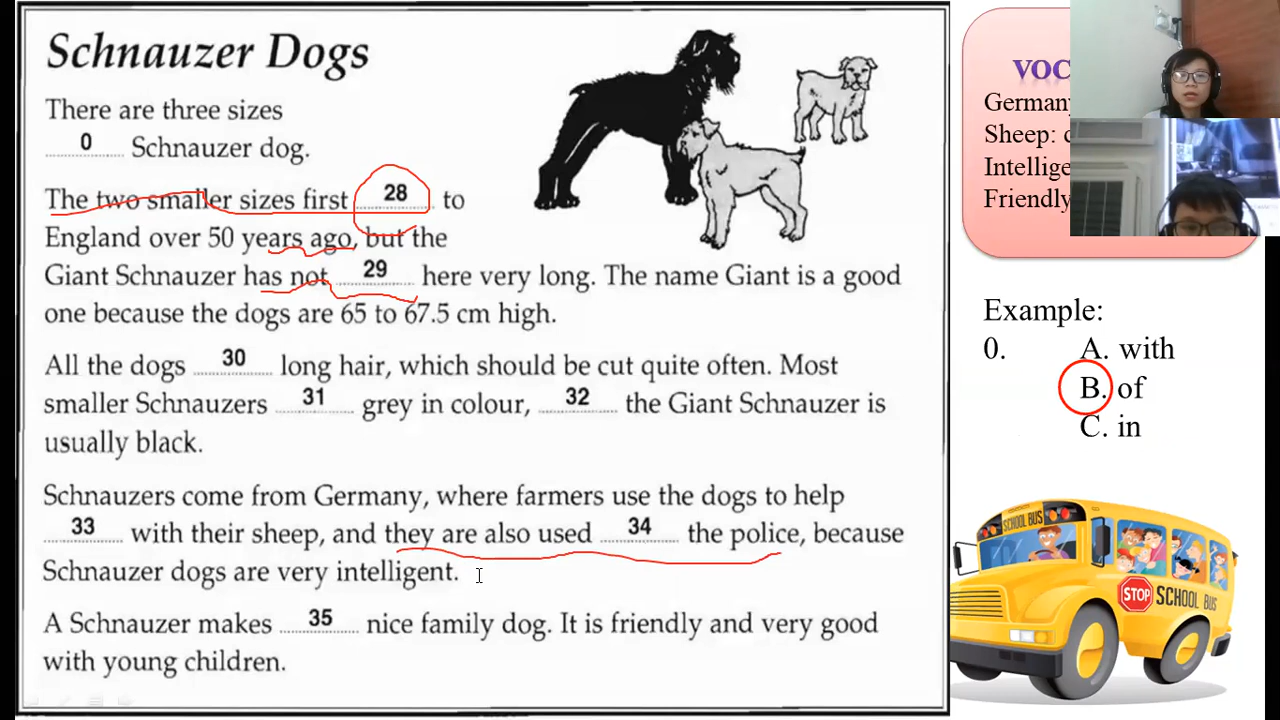 Schnauzer Dogs
There are three sizes
0 Schnauzer dog.
The two smaller sizes first 28 to
England over 50 years ago, but the
Giant Schnauzer has not 29 here very long. The name Giant is a good
one because the dogs are 65 to 67.5 cm high.
All the dogs 30 long hair, which should be cut quite often. Most
smaller Schnauzers 31 grey in colour, 32 the Giant Schnauzer is
usually black.
Schnauzers come from Germany, where farmers use the dogs to help
33 with their sheep, and they are also used 34 the police, because
Schnauzer dogs are very intelligent.
A Schnauzer makes 35 nice family dog. It is friendly and very good
with young children.
VOC
Germany
Sheep:
Intellige
Friendly
Example:
0. A. with
B. of
C. in
SCHOOL BUS
STOP SCHOOL BUS